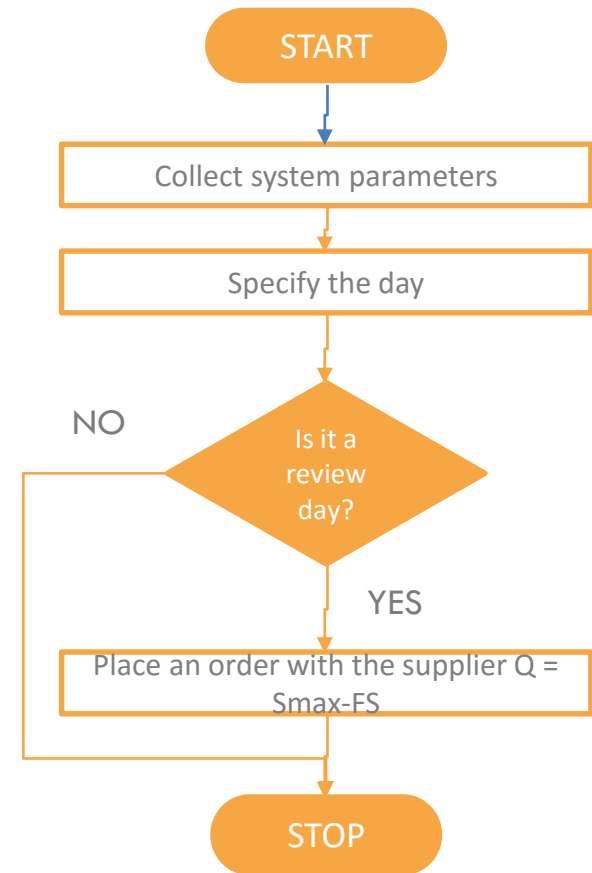 START
Collect system parameters
Specify the day
NO
Is it a
review
day?
YES
Place an order with the supplier Q =
Smax-FS
STOP